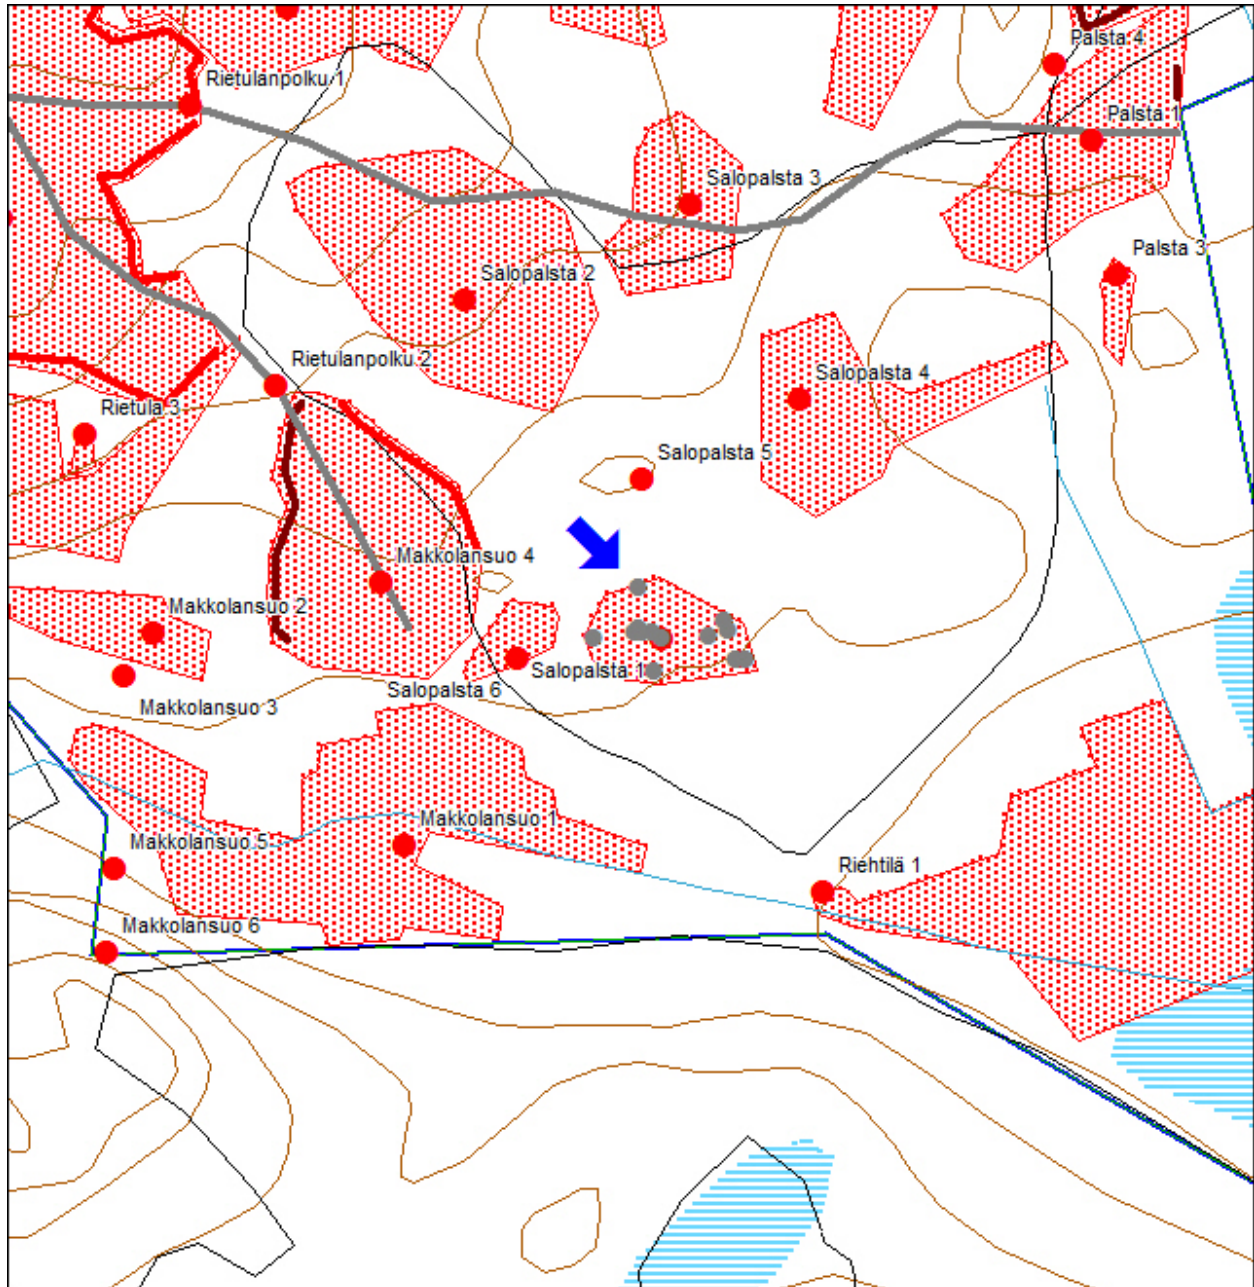 Palsta 4
Rietulanpolku 1
Palsta 1
Salopalsta 3
Palsta 3
Salopalsta 2
Rietulanpolku 2
Salopalsta 4
Rietula 3
Salopalsta 5
Makkolansuo 4
Makkolansuo 2
Salopalsta 1
Salopalsta 6
Makkolansuo 3
Makkolansuo 1
Makkolansuo 5
Riehtilä 1
Makkolansuo 6